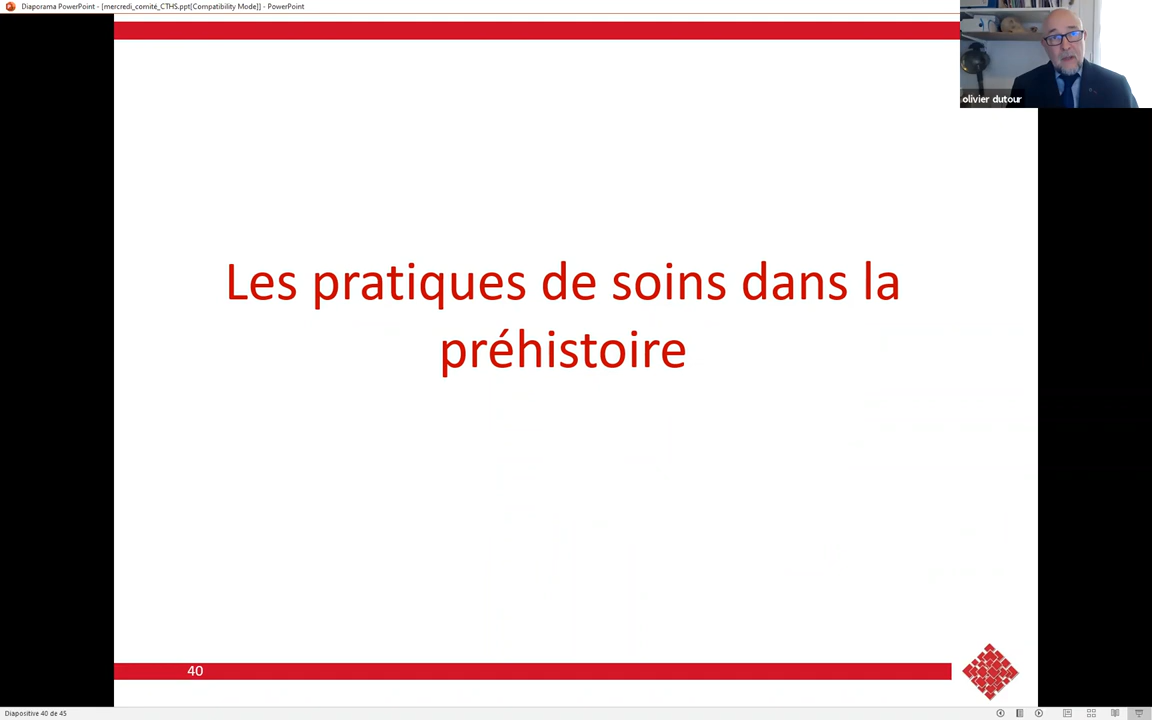 Diaporama PowerPoint - [mercredi_comité_CTHS.ppt[Compatibility Mode]] - PowerPoint
olivier dutour
Les pratiques de soins dans la
préhistoire
40
Diapositive 40 de 45